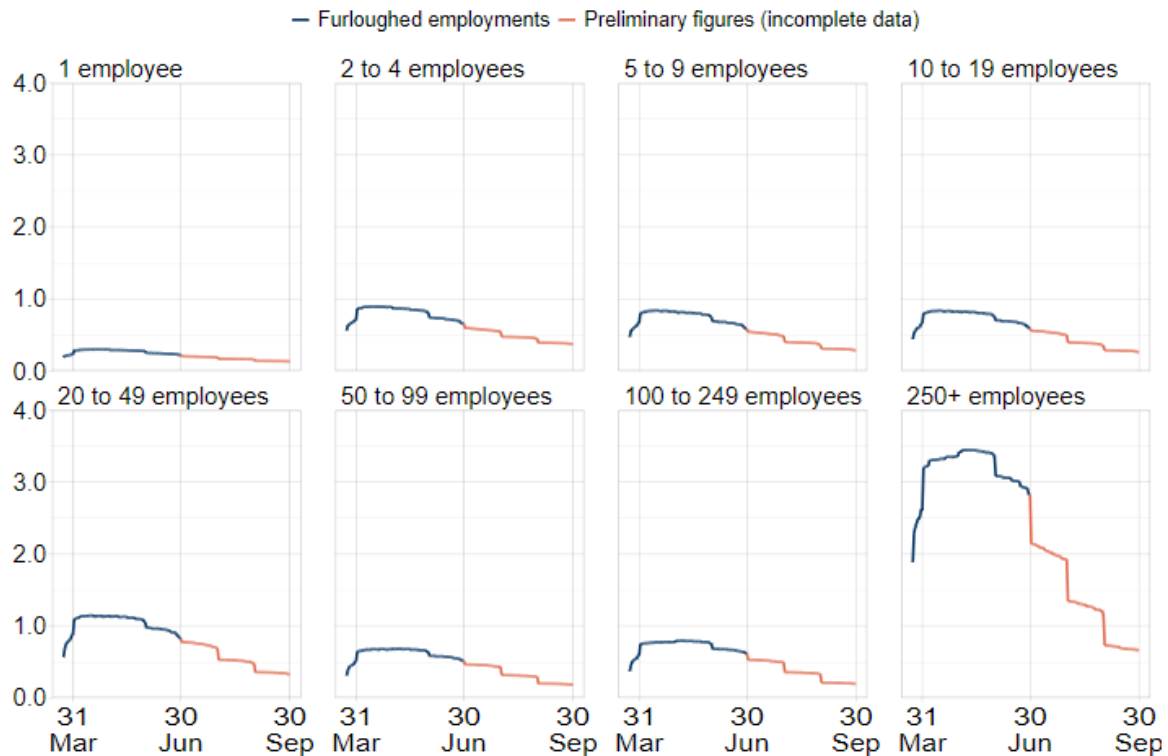 Furloughed employments Preliminary figures (incomplete data)
1 employee 2 to 4 employees 5 to 9 employees 10 to 19 employees
4.0
3.0
2.0
1.0
0.0
20 to 49 employees 50 to 99 employees 100 to 249 employees 250+ employees
4.0
3.0
2.0
1.0
0.0
31 30 30 31 30 30 31 30 30 31 30 30
Mar Jun Sep Mar Jun Sep Mar Jun Sep Mar Jun Sep